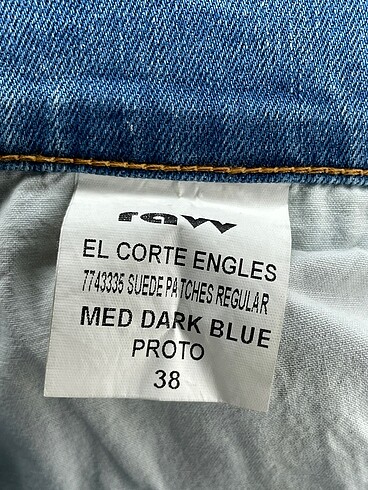 raw
EL CORTE ENGLES
7743335 SUEDE PATCHES REGULAR
MED DARK BLUE
PROTO
38